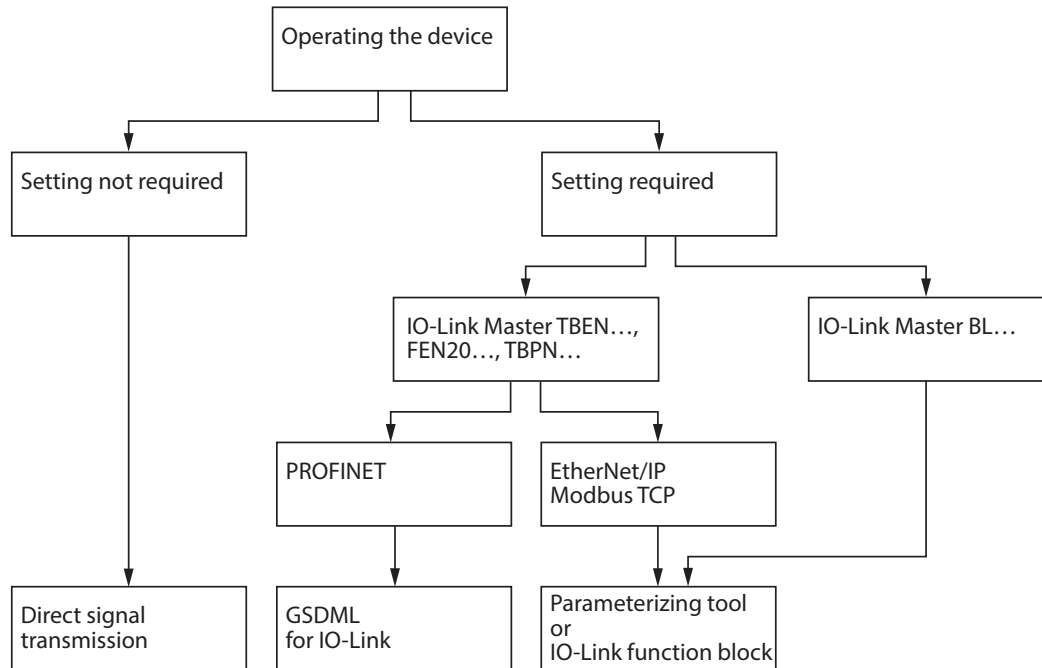 Operating the device
Setting not required
Setting required
IO-Link Master TBEN…,
FEN20…, TBPN…
IO-Link Master BL…
PROFINET
EtherNet/IP
Modbus TCP
Direct signal
transmission
GSDML
for IO-Link
Parameterizing tool
or
IO-Link function block